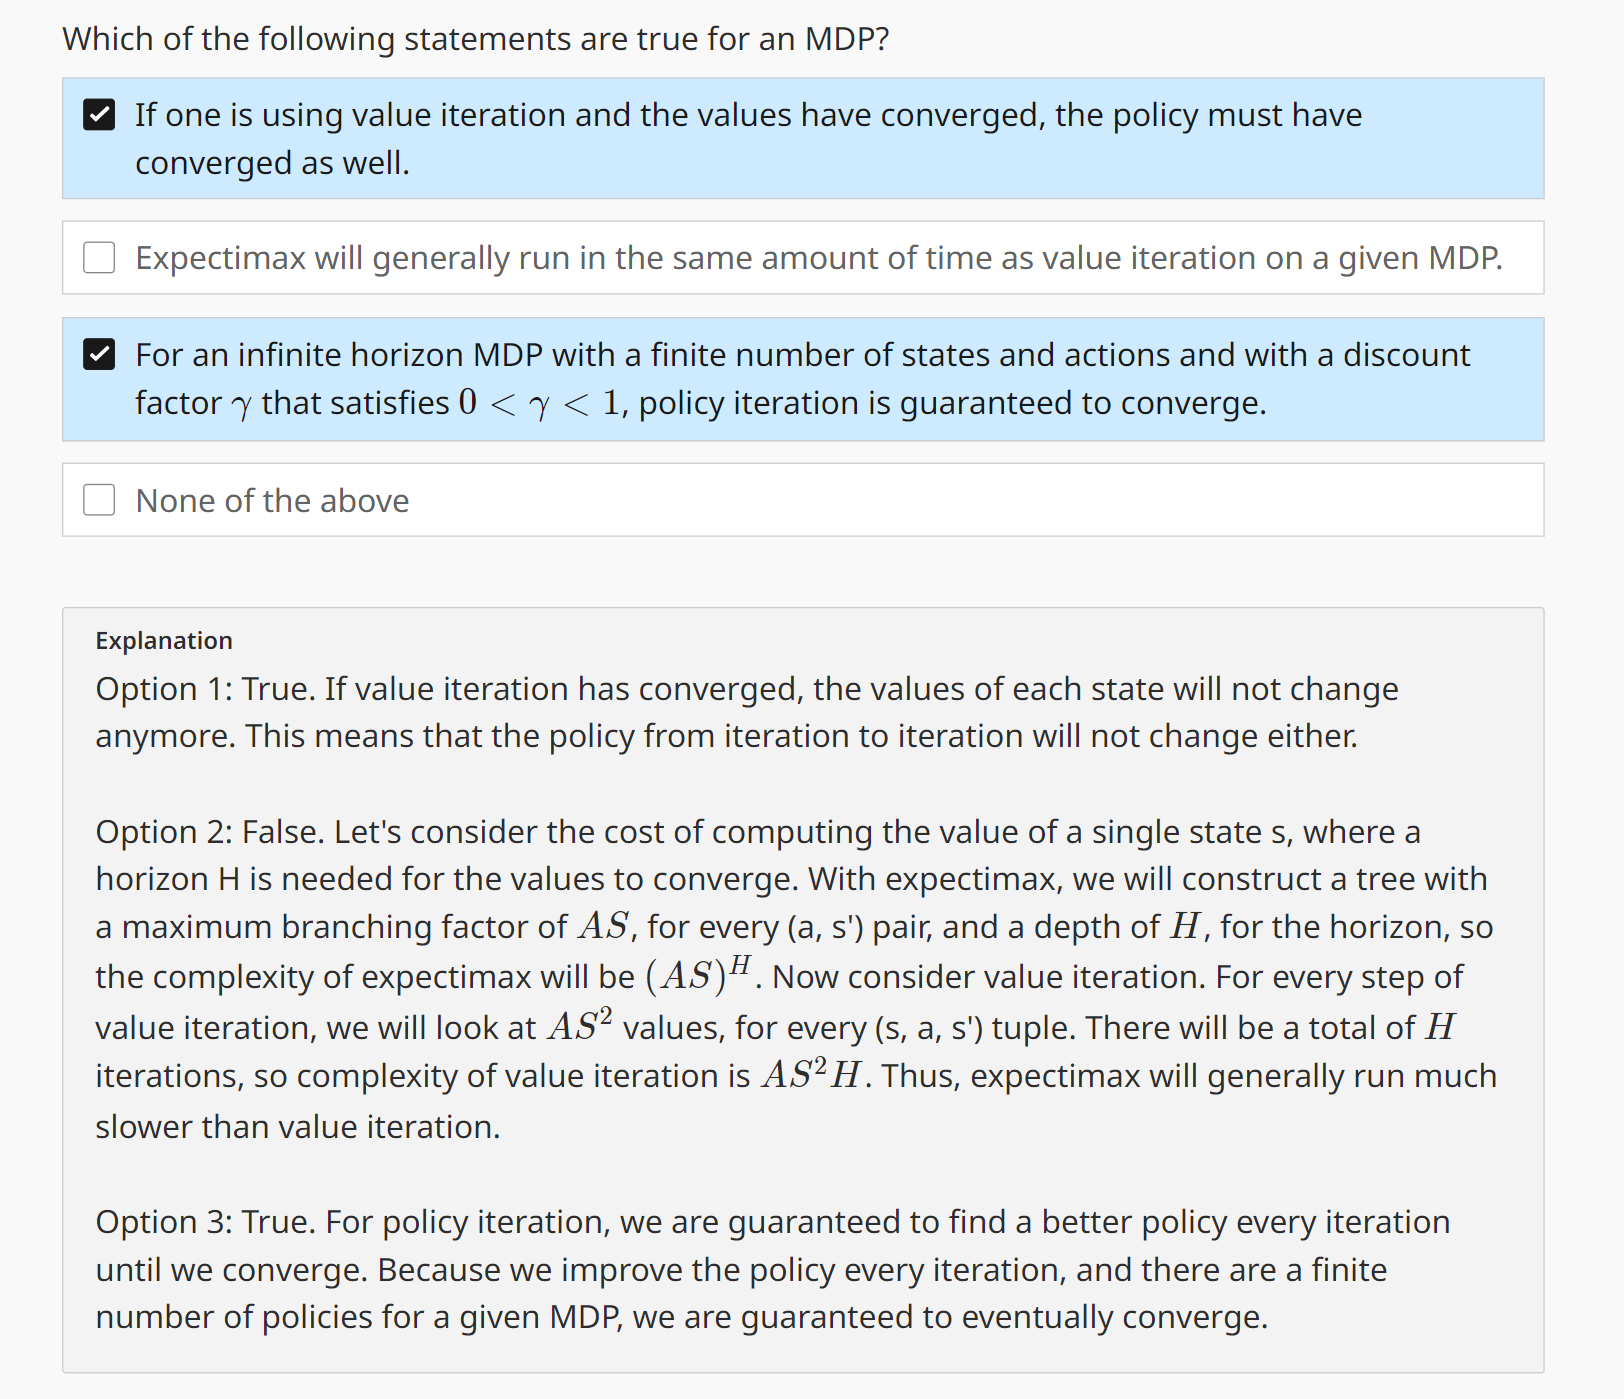 Which of the following statements are true for an MDP?
If one is using value iteration and the values have converged, the policy must have
converged as well.
Expectimax will generally run in the same amount of time as value iteration on a given MDP.
For an infinite horizon MDP with a finite number of states and actions and with a discount
factor γ that satisfies 0 < γ < 1, policy iteration is guaranteed to converge.
None of the above
Explanation
Option 1: True. If value iteration has converged, the values of each state will not change
anymore. This means that the policy from iteration to iteration will not change either.
Option 2: False. Let's consider the cost of computing the value of a single state s, where a
horizon H is needed for the values to converge. With expectimax, we will construct a tree with
a maximum branching factor of AS, for every (a, s') pair, and a depth of H, for the horizon, so
the complexity of expectimax will be (AS)^H. Now consider value iteration. For every step of
value iteration, we will look at AS² values, for every (s, a, s') tuple. There will be a total of H
iterations, so complexity of value iteration is AS²H. Thus, expectimax will generally run much
slower than value iteration.
Option 3: True. For policy iteration, we are guaranteed to find a better policy every iteration
until we converge. Because we improve the policy every iteration, and there are a finite
number of policies for a given MDP, we are guaranteed to eventually converge.